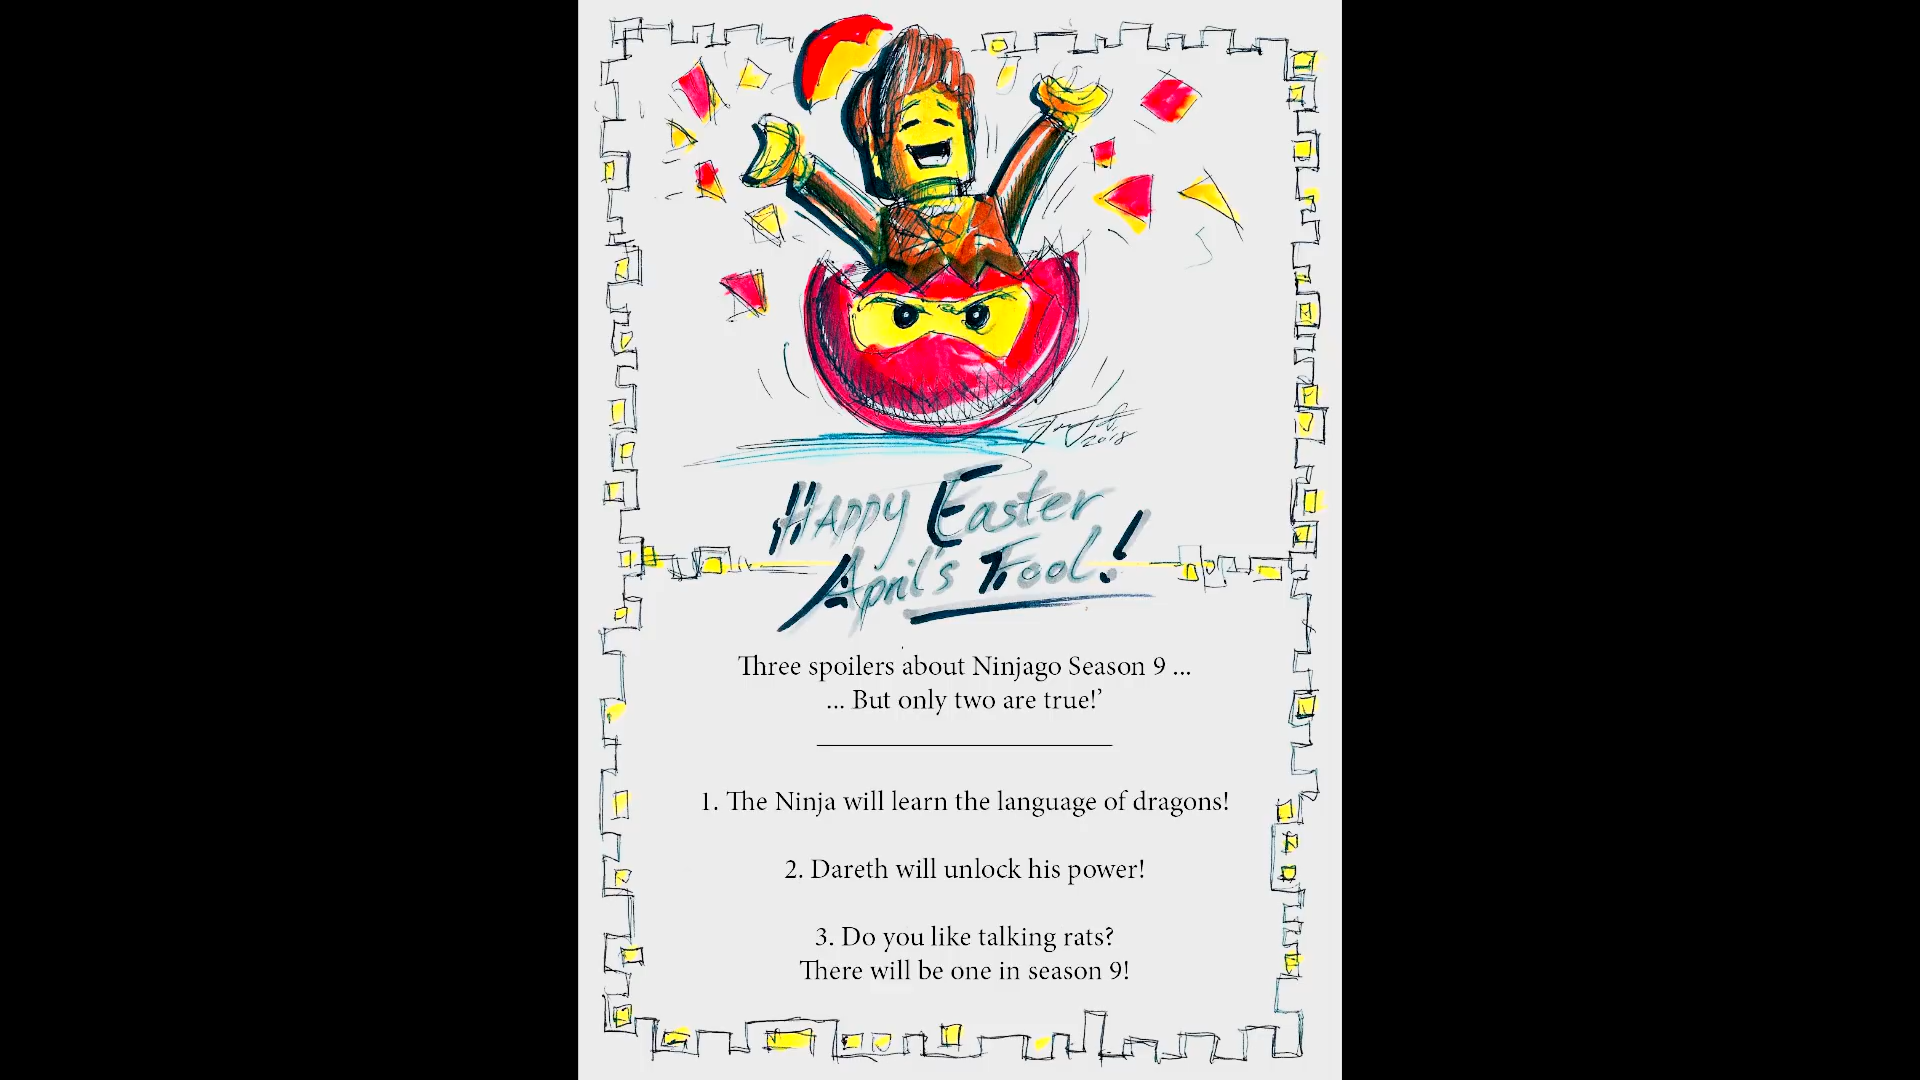 2018
Happy Easter
April's Fool!
Three spoilers about Ninjago Season 9 ...
... But only two are true!’
1. The Ninja will learn the language of dragons!
2. Dareth will unlock his power!
3. Do you like talking rats?
There will be one in season 9!